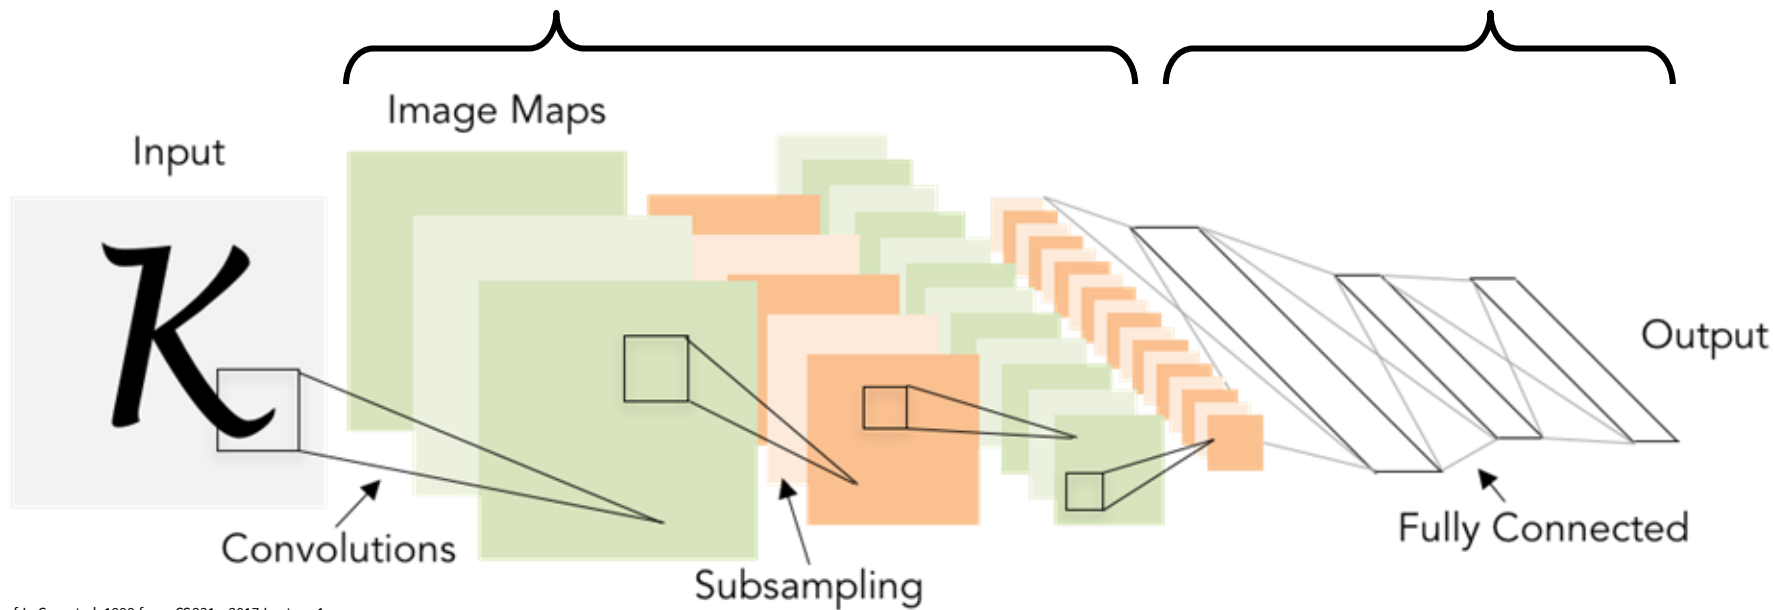 Image Maps
Input
K
Output
Fully Connected
Convolutions
Subsampling